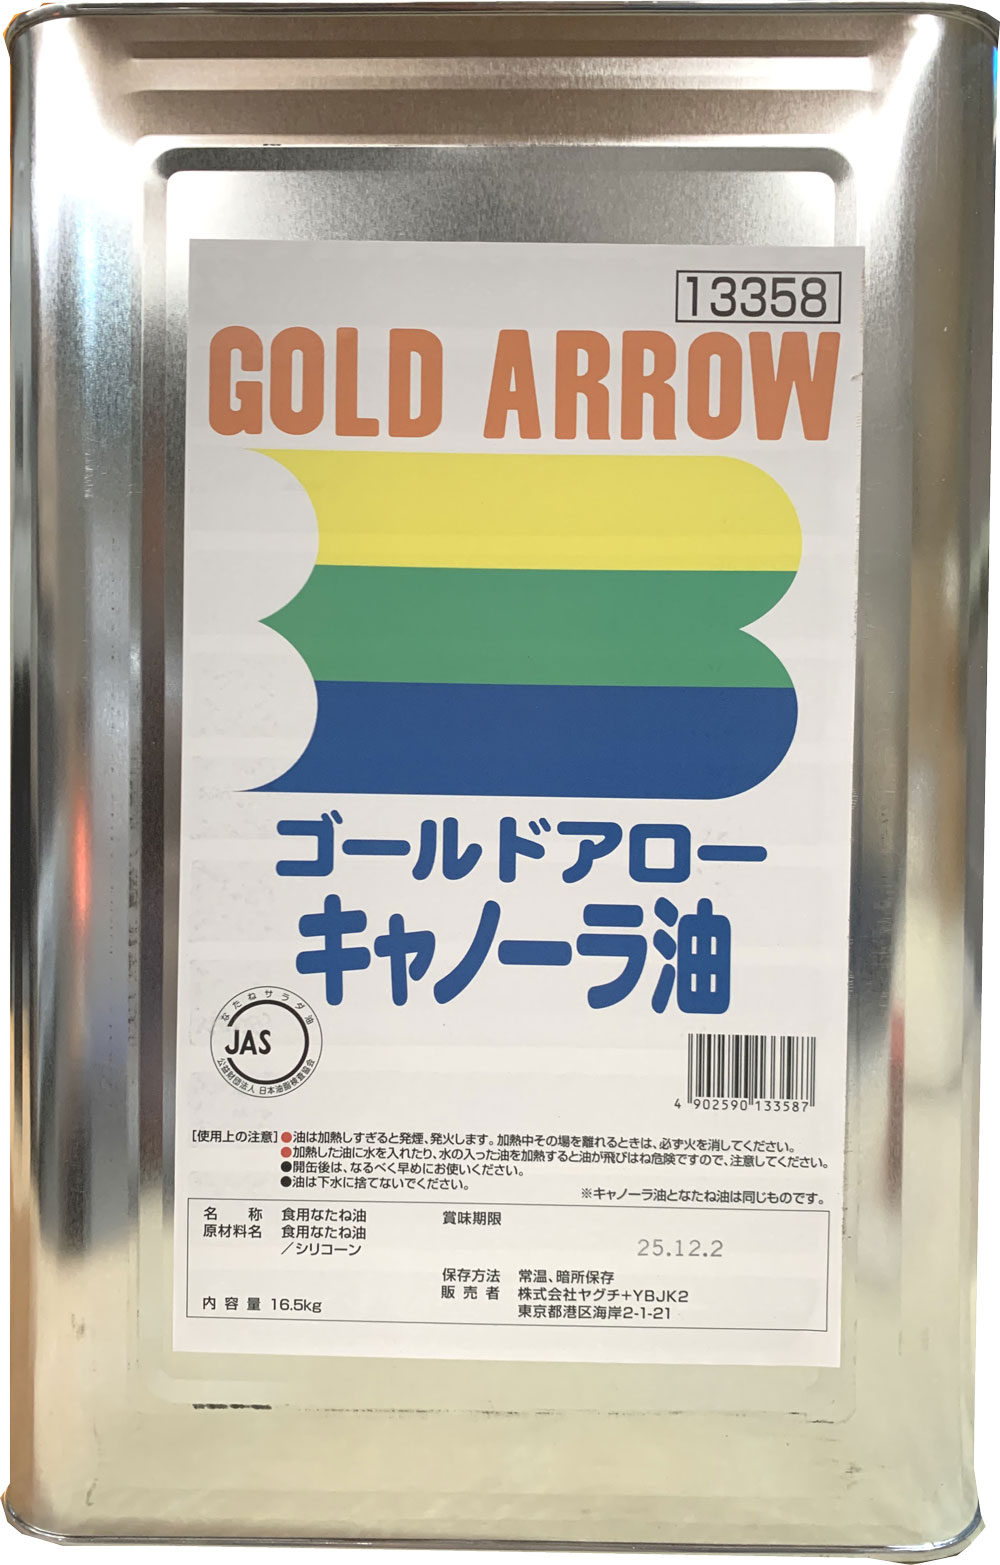 13358
GOLD ARROW
ゴールドアロー
キャノーラ油
なたねサラダ油
JAS
公益財団法人 日本油脂検査協会
4 902590 133587
[使用上の注意] ●油は加熱しすぎると発煙、発火します。加熱中その場を離れるときは、必ず火を消してください。
●加熱した油に水を入れたり、水の入った油を加熱すると油が飛びはね危険ですので、注意してください。
●開缶後は、なるべく早めにお使いください。
●油は下水に捨てないでください。
※キャノーラ油となたね油は同じものです。
名 称 食用なたね油
原材料名 食用なたね油
／シリコーン
内容量 16.5kg
賞味期限
25.12.2
保存方法 常温、暗所保存
販売者 株式会社ヤグチ+YBJK2
東京都港区海岸2-1-21